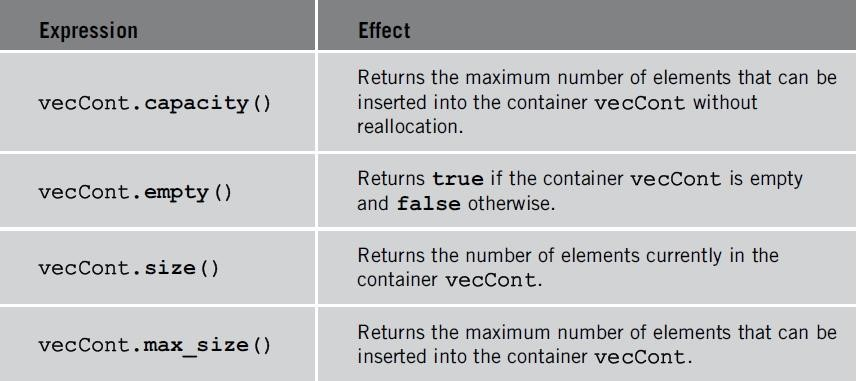 Expression Effect
Returns the maximum number of elements that can be
vecCont.capacity() inserted into the container vecCont without
reallocation.
Returns true if the container vecCont is empty
vecCont.empty()
and false otherwise.
Returns the number of elements currently in the
vecCont.size()
container vecCont.
Returns the maximum number of elements that can be
vecCont.max_size()
inserted into the container vecCont.